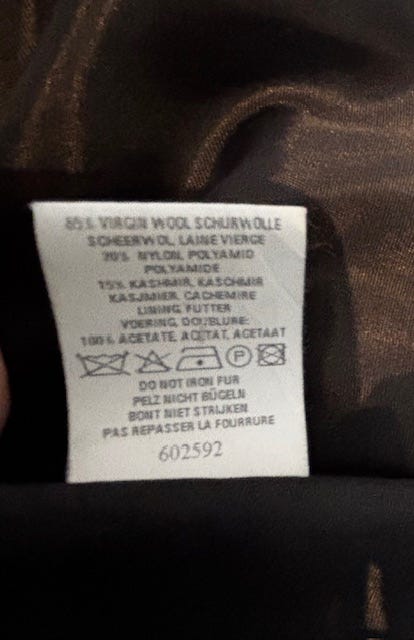 65% VIRGIN WOOL SCHURWOLLE
SCHEERWOL, LAINE VIERGE
20% NYLON, POLYAMID
POLYAMIDE
15% KASHMIR, KASCHMIR
KASJMIER, CACHEMIRE
LINING, FUTTER
VOERING, DOUBLURE:
100% ACETATE, ACETAT, ACETAAT
P
DO NOT IRON FUR
PELZ NICHT BÜGELN
BONT NIET STRIJKEN
PAS REPASSER LA FOURRURE
602592